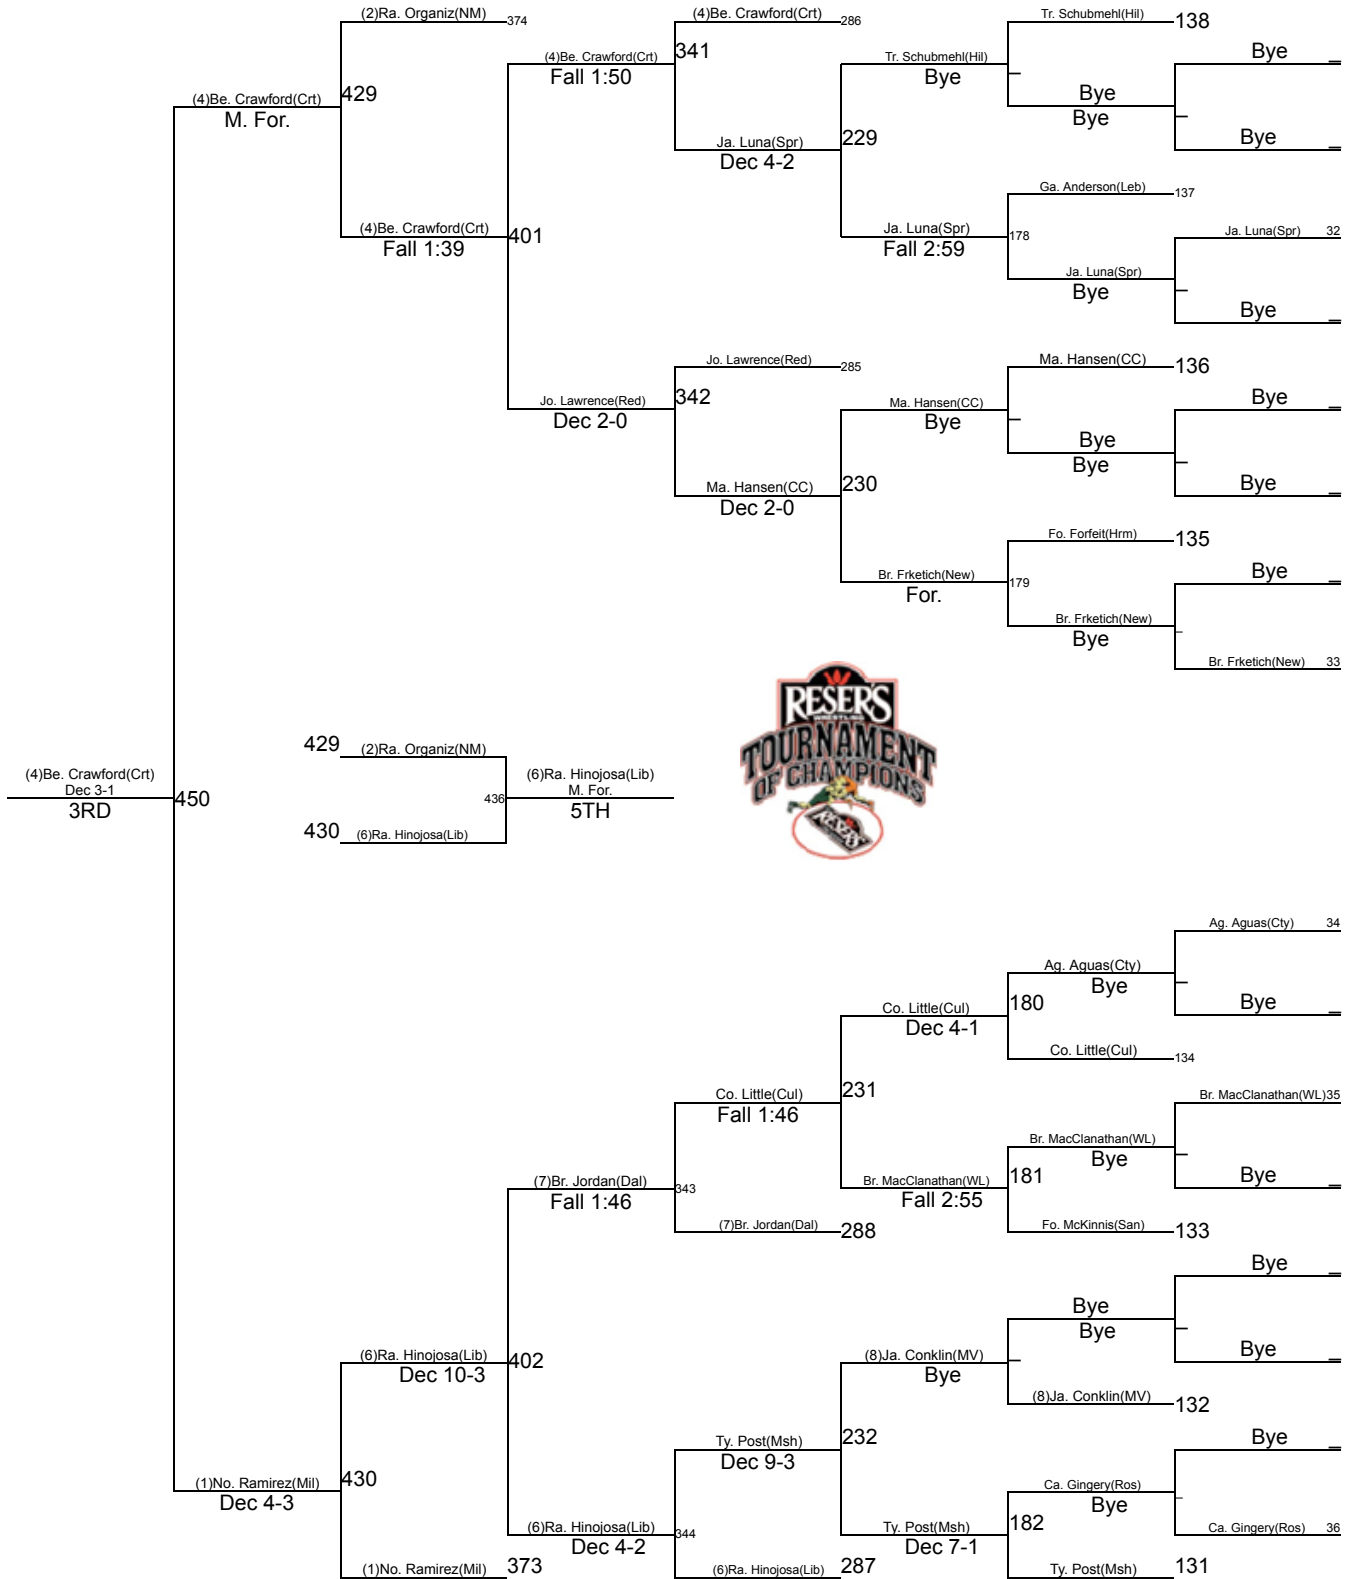 (2)Ra. Organiz(NM) 374
(4)Be. Crawford(Crt) 286
Tr. Schubmehl(Hil) 138
(4)Be. Crawford(Crt) 341
Fall 1:50
Tr. Schubmehl(Hil)
Bye
Bye
(4)Be. Crawford(Crt) 429
M. For.
Bye
Bye
Ja. Luna(Spr) 229
Dec 4-2
Bye
Ga. Anderson(Leb) 137
(4)Be. Crawford(Crt) 401
Fall 1:39
Ja. Luna(Spr) 178
Fall 2:59
Ja. Luna(Spr) 32
Ja. Luna(Spr)
Bye
Bye
Jo. Lawrence(Red) 285
Ma. Hansen(CC) 136
Jo. Lawrence(Red) 342
Dec 2-0
Ma. Hansen(CC)
Bye
Bye
Bye
Bye
Ma. Hansen(CC) 230
Dec 2-0
Bye
Fo. Forfeit(Hrm) 135
Br. Frketich(New) 179
For.
Bye
Br. Frketich(New)
Bye
Br. Frketich(New) 33
RESER'S
WRESTLING
TOURNAMENT
OF CHAMPIONS
RESER'S
429 (2)Ra. Organiz(NM)
(4)Be. Crawford(Crt)
Dec 3-1
3RD
450
436
(6)Ra. Hinojosa(Lib)
M. For.
5TH
430 (6)Ra. Hinojosa(Lib)
Ag. Aguas(Cty) 34
Ag. Aguas(Cty)
Bye
Bye
Co. Little(Cul) 180
Dec 4-1
Co. Little(Cul) 134
Co. Little(Cul) 231
Fall 1:46
Br. MacClanathan(WL)35
Br. MacClanathan(WL)
Bye
(7)Br. Jordan(Dal) 343
Fall 1:46
Br. MacClanathan(WL) 181
Fall 2:55
Bye
(7)Br. Jordan(Dal) 288
Fo. McKinnis(San) 133
Bye
Bye
Bye
(6)Ra. Hinojosa(Lib) 402
Dec 10-3
(8)Ja. Conklin(MV)
Bye
Bye
(8)Ja. Conklin(MV) 132
Ty. Post(Msh) 232
Dec 9-3
Bye
(1)No. Ramirez(Mil) 430
Dec 4-3
Ca. Gingery(Ros)
Bye
(6)Ra. Hinojosa(Lib) 344
Dec 4-2
Ty. Post(Msh) 182
Dec 7-1
Ca. Gingery(Ros) 36
(1)No. Ramirez(Mil) 373
(6)Ra. Hinojosa(Lib) 287
Ty. Post(Msh) 131